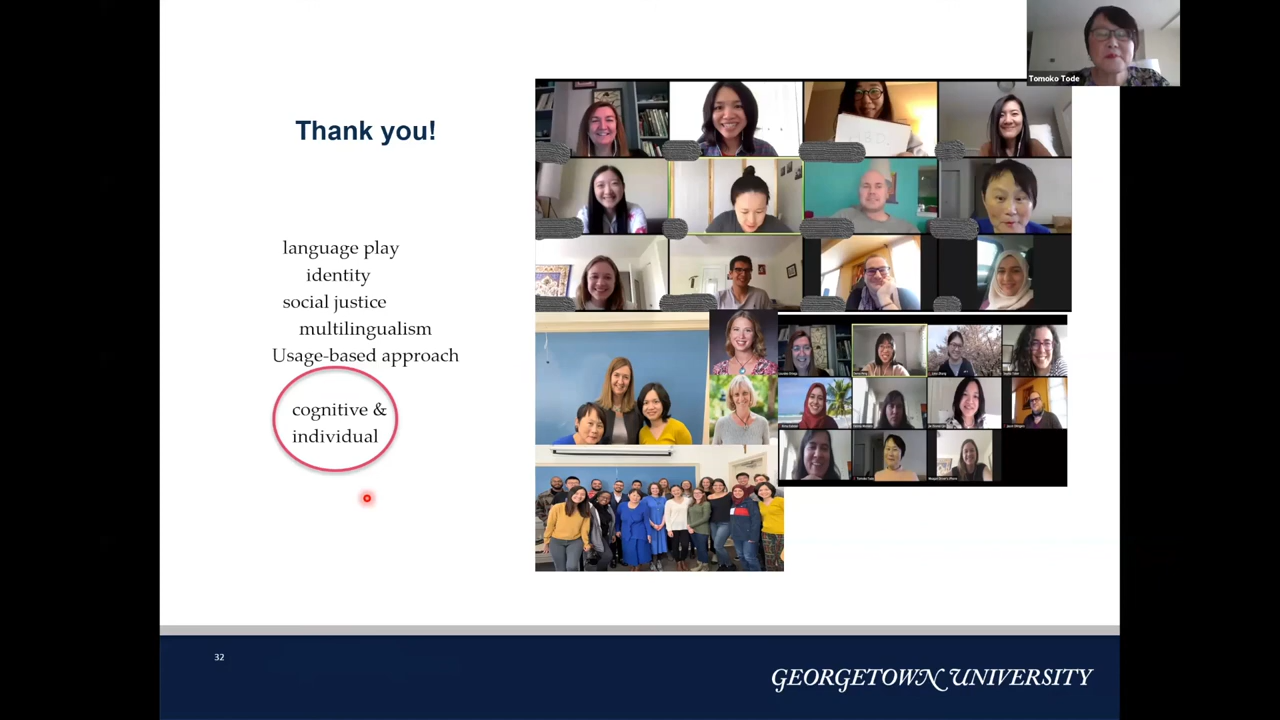 Tomoko Tode
Thank you!
language play
identity
social justice
multilingualism
Usage-based approach
cognitive &
individual
32
GEORGETOWN UNIVERSITY